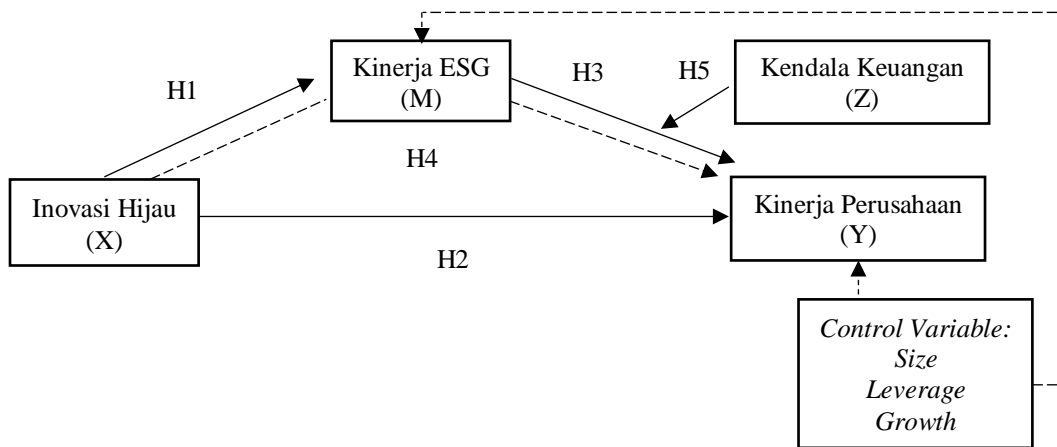 Kinerja ESG
(M)
H3
H5
Kendala Keuangan
(Z)
H1
H4
Inovasi Hijau
(X)
Kinerja Perusahaan
(Y)
H2
Control Variable:
Size
Leverage
Growth